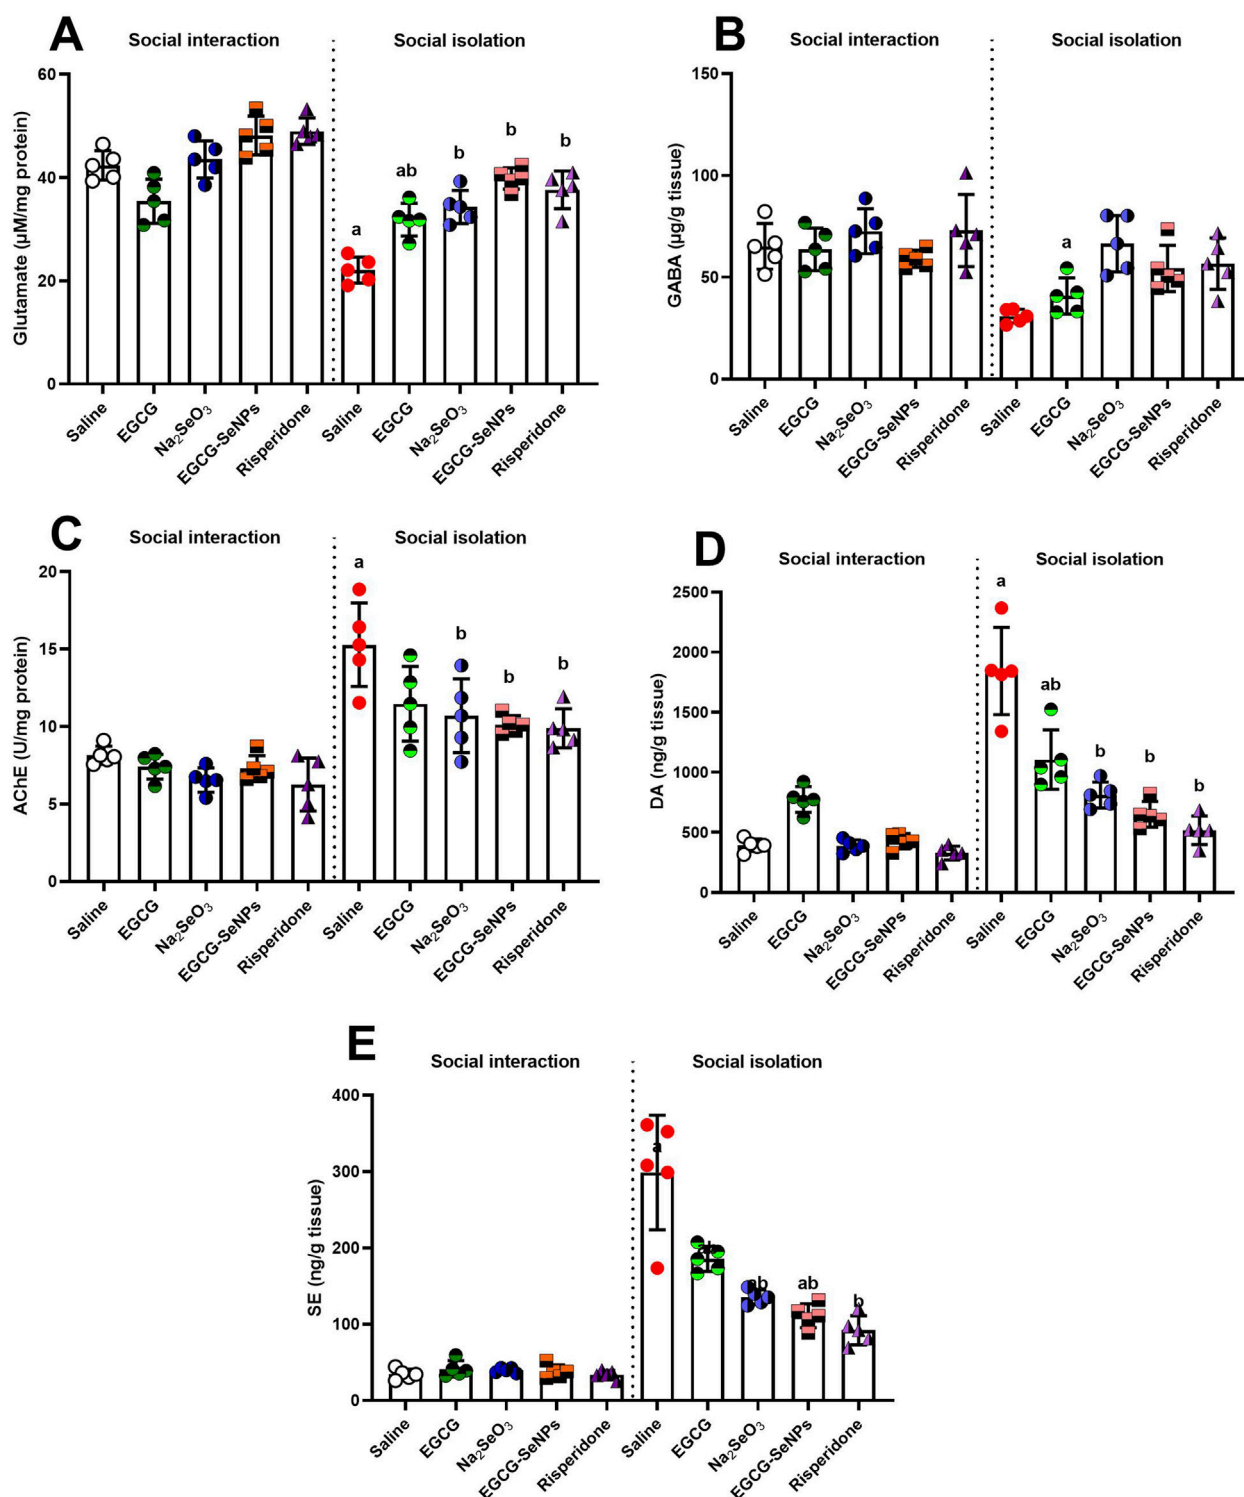 A
Social interaction
Social isolation
Glutamate (µM/mg protein)
60
40
20
0
a
ab
b
b
b
Saline
EGCG
Na₂SeO₃
EGCG-SeNPs
Risperidone
Saline
EGCG
Na₂SeO₃
EGCG-SeNPs
Risperidone
B
Social interaction
Social isolation
GABA (µg/g tissue)
150
100
50
0
a
Saline
EGCG
Na₂SeO₃
EGCG-SeNPs
Risperidone
Saline
EGCG
Na₂SeO₃
EGCG-SeNPs
Risperidone
C
Social interaction
Social isolation
AChE (U/mg protein)
20
15
10
5
0
a
b
b
b
Saline
EGCG
Na₂SeO₃
EGCG-SeNPs
Risperidone
Saline
EGCG
Na₂SeO₃
EGCG-SeNPs
Risperidone
D
Social interaction
Social isolation
DA (ng/g tissue)
2500
2000
1500
1000
500
0
a
ab
b
b
b
Saline
EGCG
Na₂SeO₃
EGCG-SeNPs
Risperidone
Saline
EGCG
Na₂SeO₃
EGCG-SeNPs
Risperidone
E
Social interaction
Social isolation
SE (ng/g tissue)
400
300
200
100
0
a
ab
ab
b
Saline
EGCG
Na₂SeO₃
EGCG-SeNPs
Risperidone
Saline
EGCG
Na₂SeO₃
EGCG-SeNPs
Risperidone